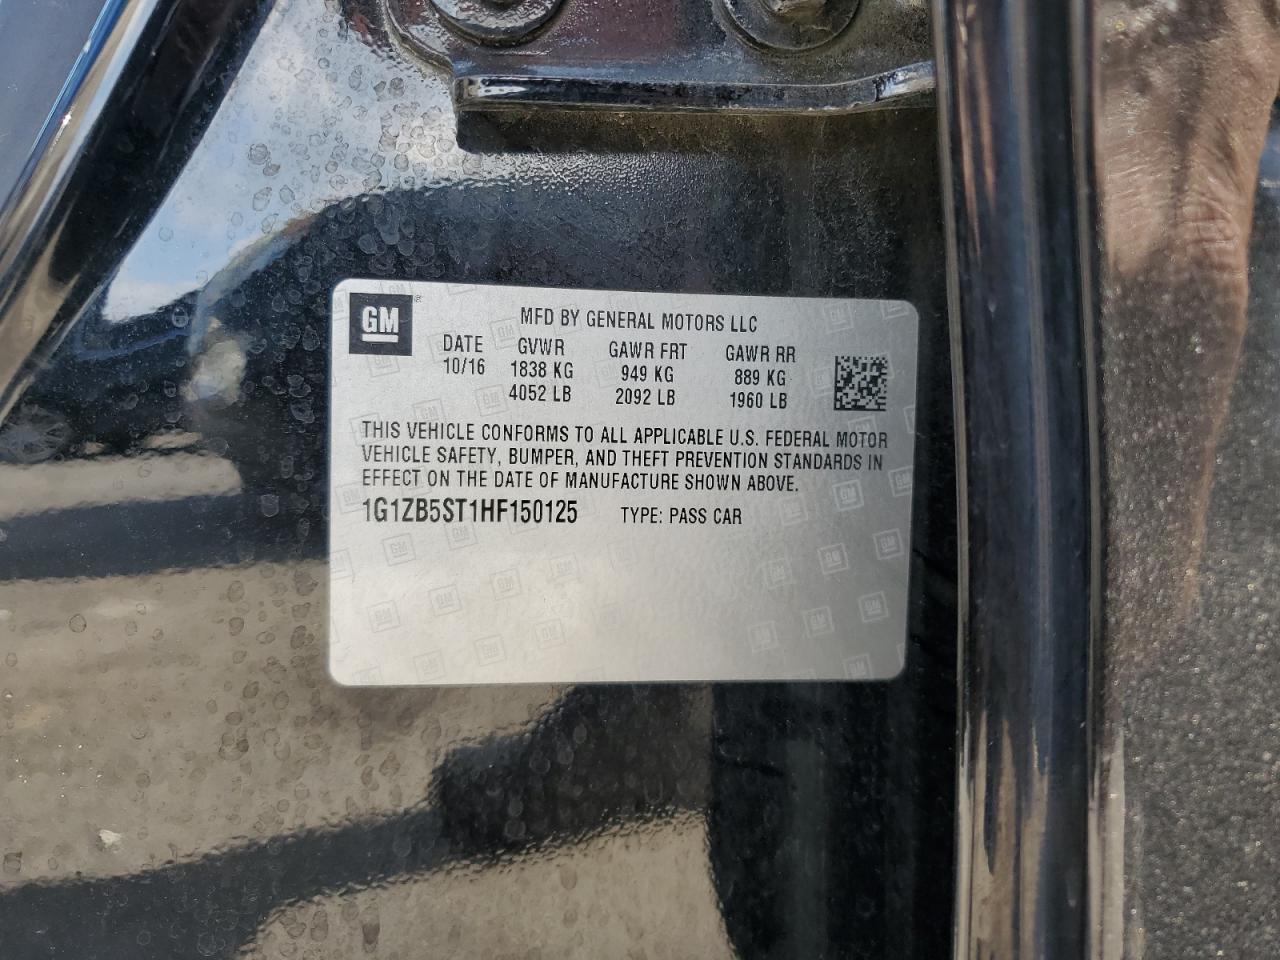 GM
MFD BY GENERAL MOTORS LLC
DATE GVWR GAWR FRT GAWR RR
10/16 1838 KG 949 KG 889 KG
4052 LB 2092 LB 1960 LB
THIS VEHICLE CONFORMS TO ALL APPLICABLE U.S. FEDERAL MOTOR
VEHICLE SAFETY, BUMPER, AND THEFT PREVENTION STANDARDS IN
EFFECT ON THE DATE OF MANUFACTURE SHOWN ABOVE.
1G1ZB5ST1HF150125 TYPE: PASS CAR